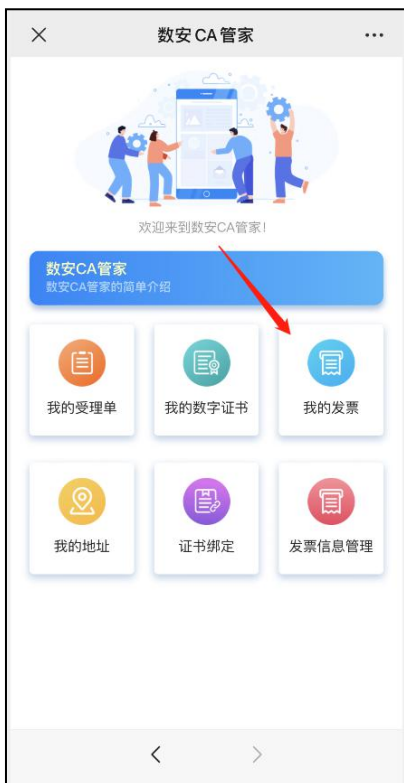 数安CA管家
欢迎来到数安CA管家!
数安CA管家
数安CA管家的简单介绍
我的受理单
我的数字证书
我的发票
我的地址
证书绑定
发票信息管理